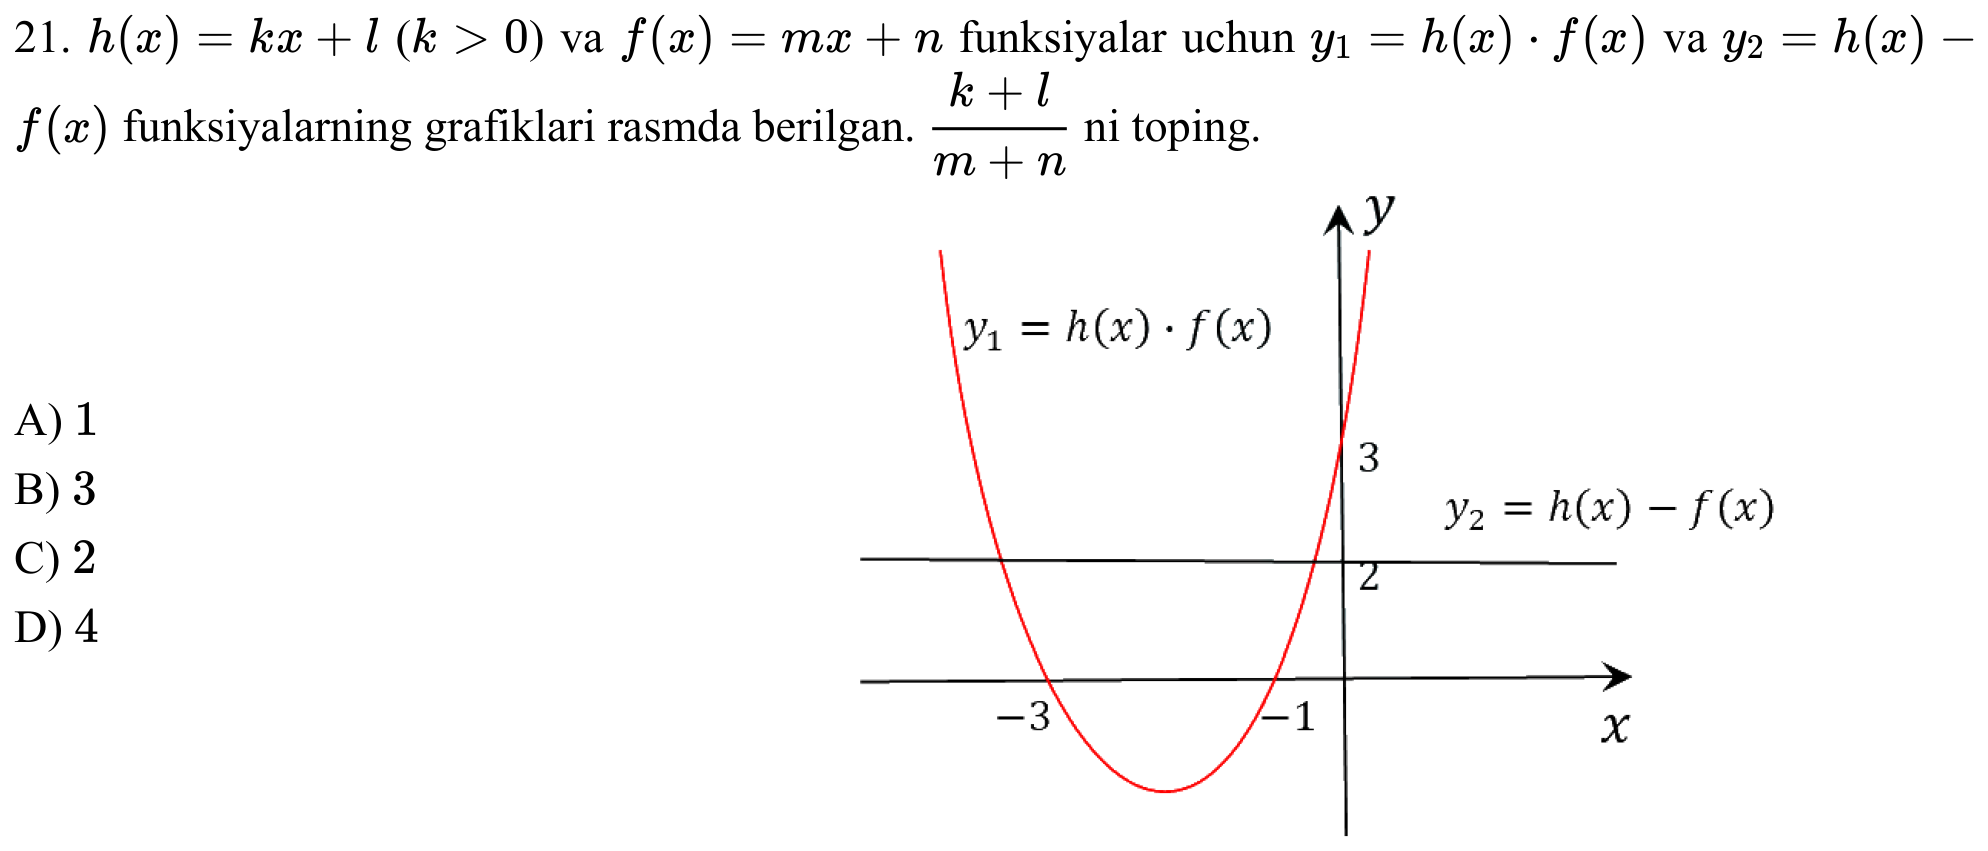 21. h(x) = kx + l (k > 0) va f(x) = mx + n funksiyalar uchun y₁ = h(x) · f(x) va y₂ = h(x) −
f(x) funksiyalarning grafiklari rasmda berilgan. (k + l)/(m + n) ni toping.
y
y₁ = h(x) · f(x)
A) 1
3
B) 3
y₂ = h(x) − f(x)
C) 2
2
D) 4
−3
−1
x